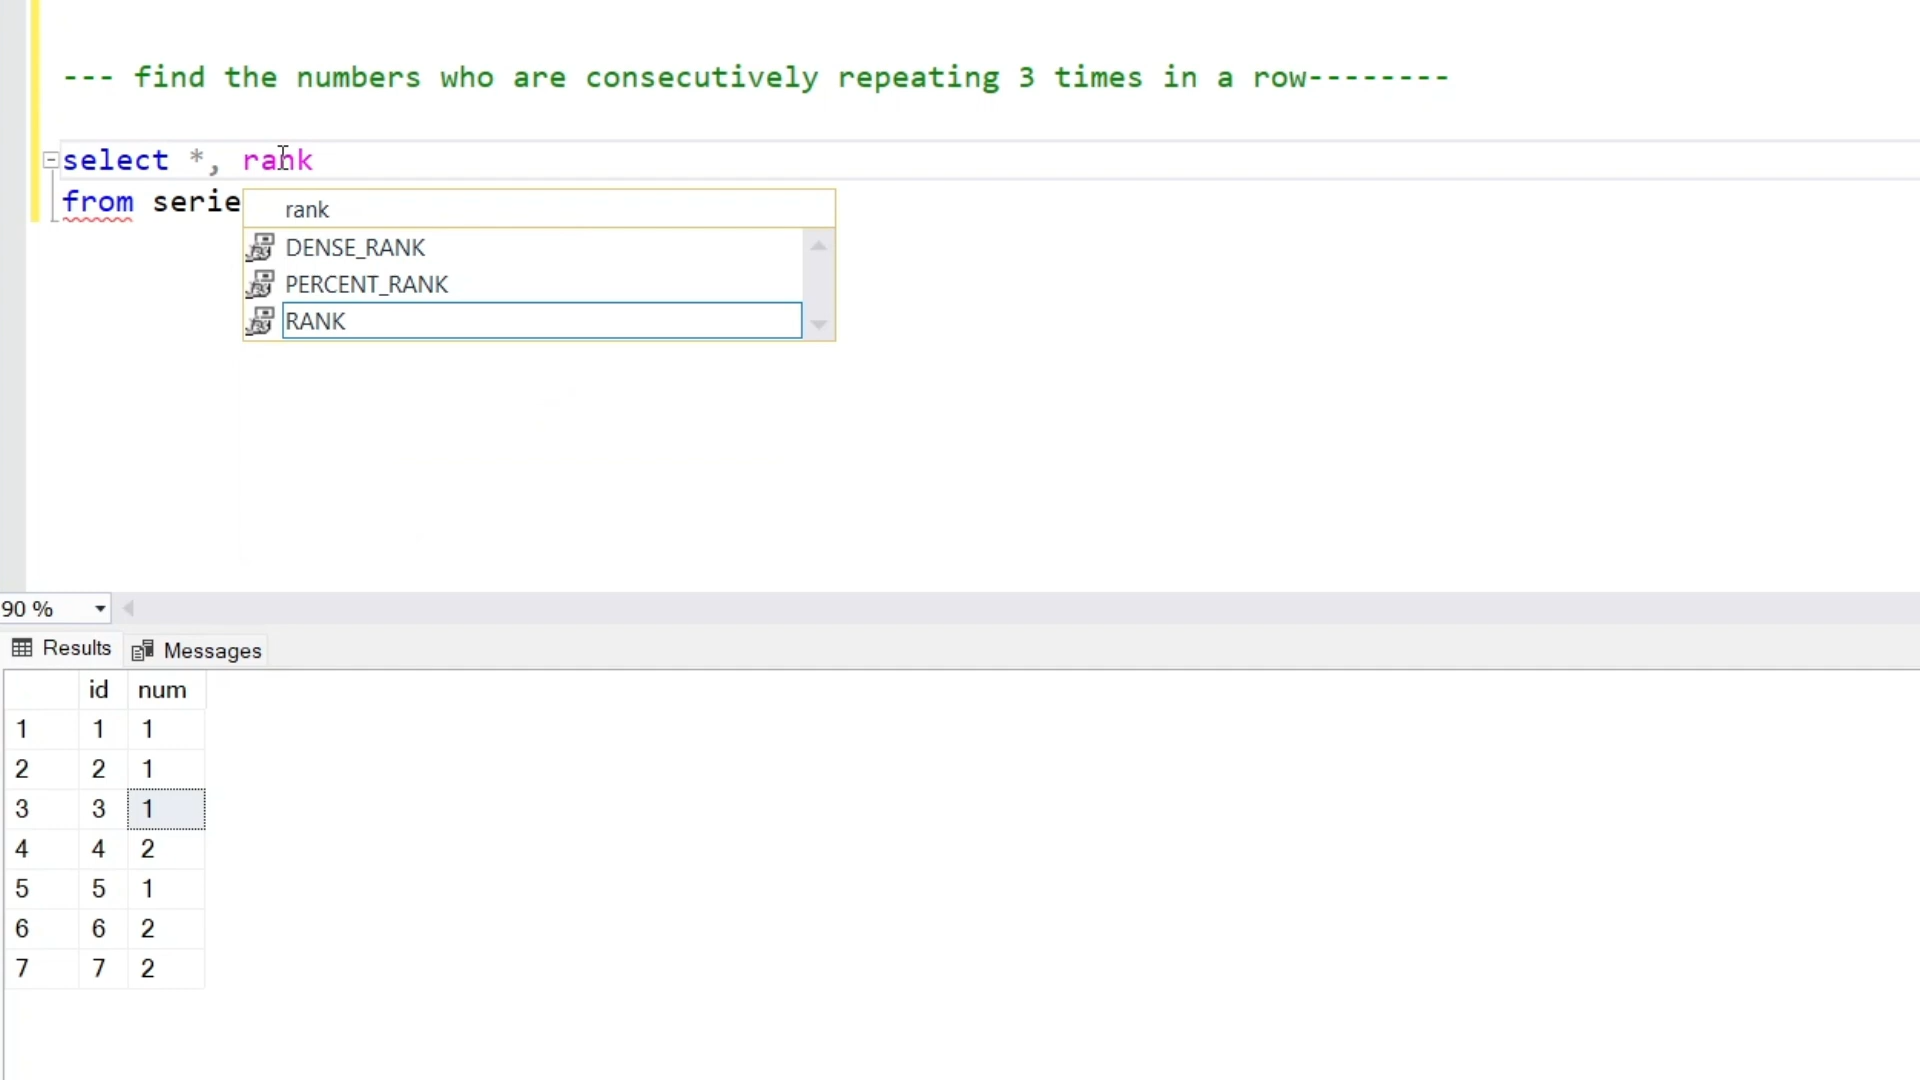 --- find the numbers who are consecutively repeating 3 times in a row--------
select *, rank
from serie
rank
DENSE_RANK
PERCENT_RANK
RANK
90 %
Results Messages
id num
1 1 1
2 2 1
3 3 1
4 4 2
5 5 1
6 6 2
7 7 2